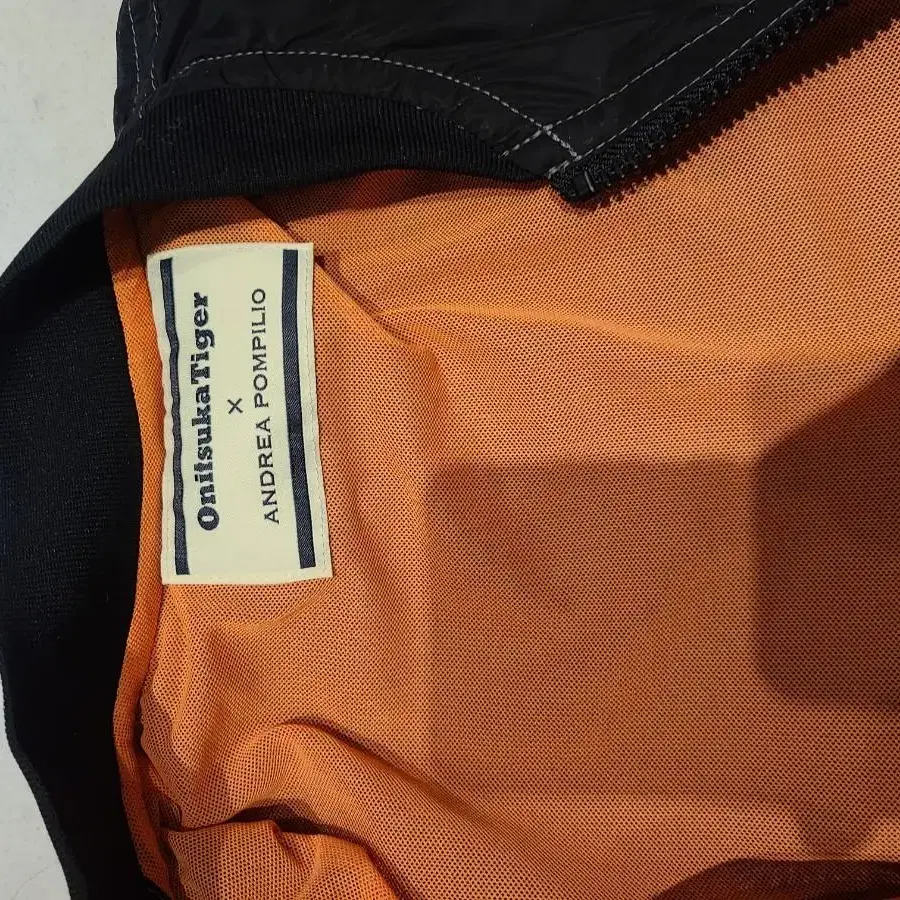 OnitsukaTiger
×
ANDREA POMPILIO